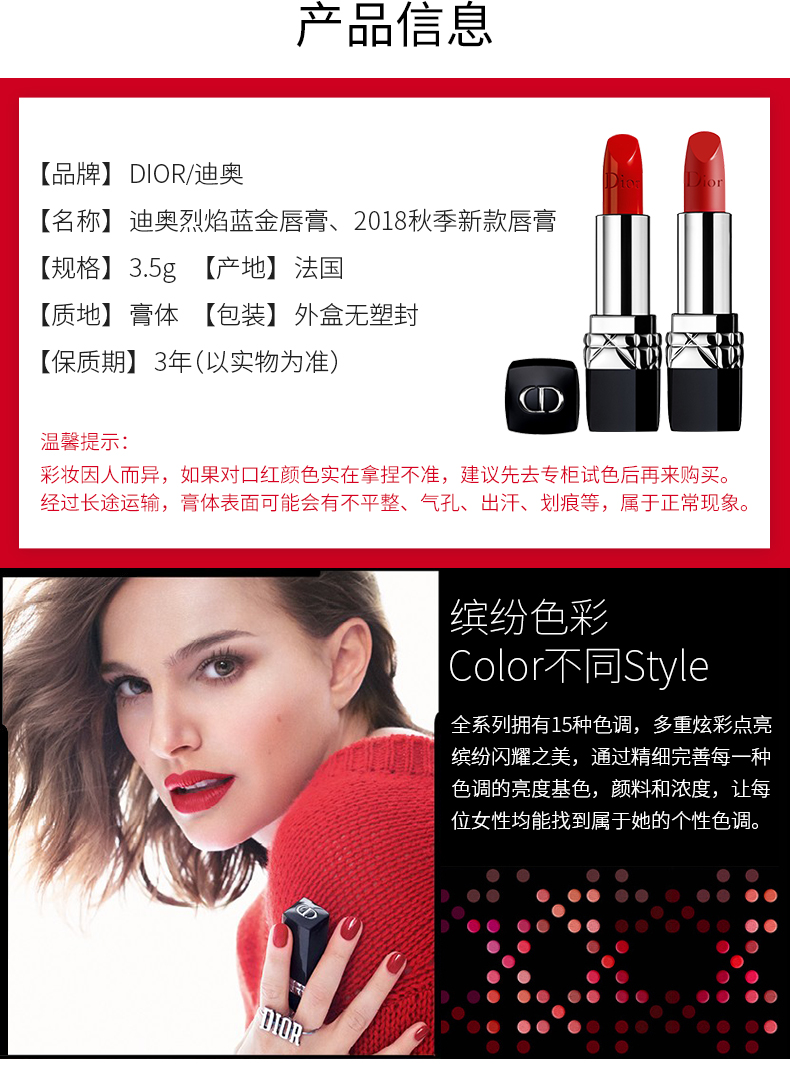 产品信息
【品牌】DIOR/迪奥
【名称】迪奥烈焰蓝金唇膏、2018秋季新款唇膏
【规格】3.5g 【产地】法国
【质地】膏体 【包装】外盒无塑封
【保质期】3年（以实物为准）
Dior
Dior
CD
温馨提示：
彩妆因人而异，如果对口红颜色实在拿捏不准，建议先去专柜试色后再来购买。
经过长途运输，膏体表面可能会有不平整、气孔、出汗、划痕等，属于正常现象。
缤纷色彩
Color不同Style
全系列拥有15种色调，多重炫彩点亮
缤纷闪耀之美，通过精细完善每一种
色调的亮度基色，颜料和浓度，让每
位女性均能找到属于她的个性色调。
CD
DIOR